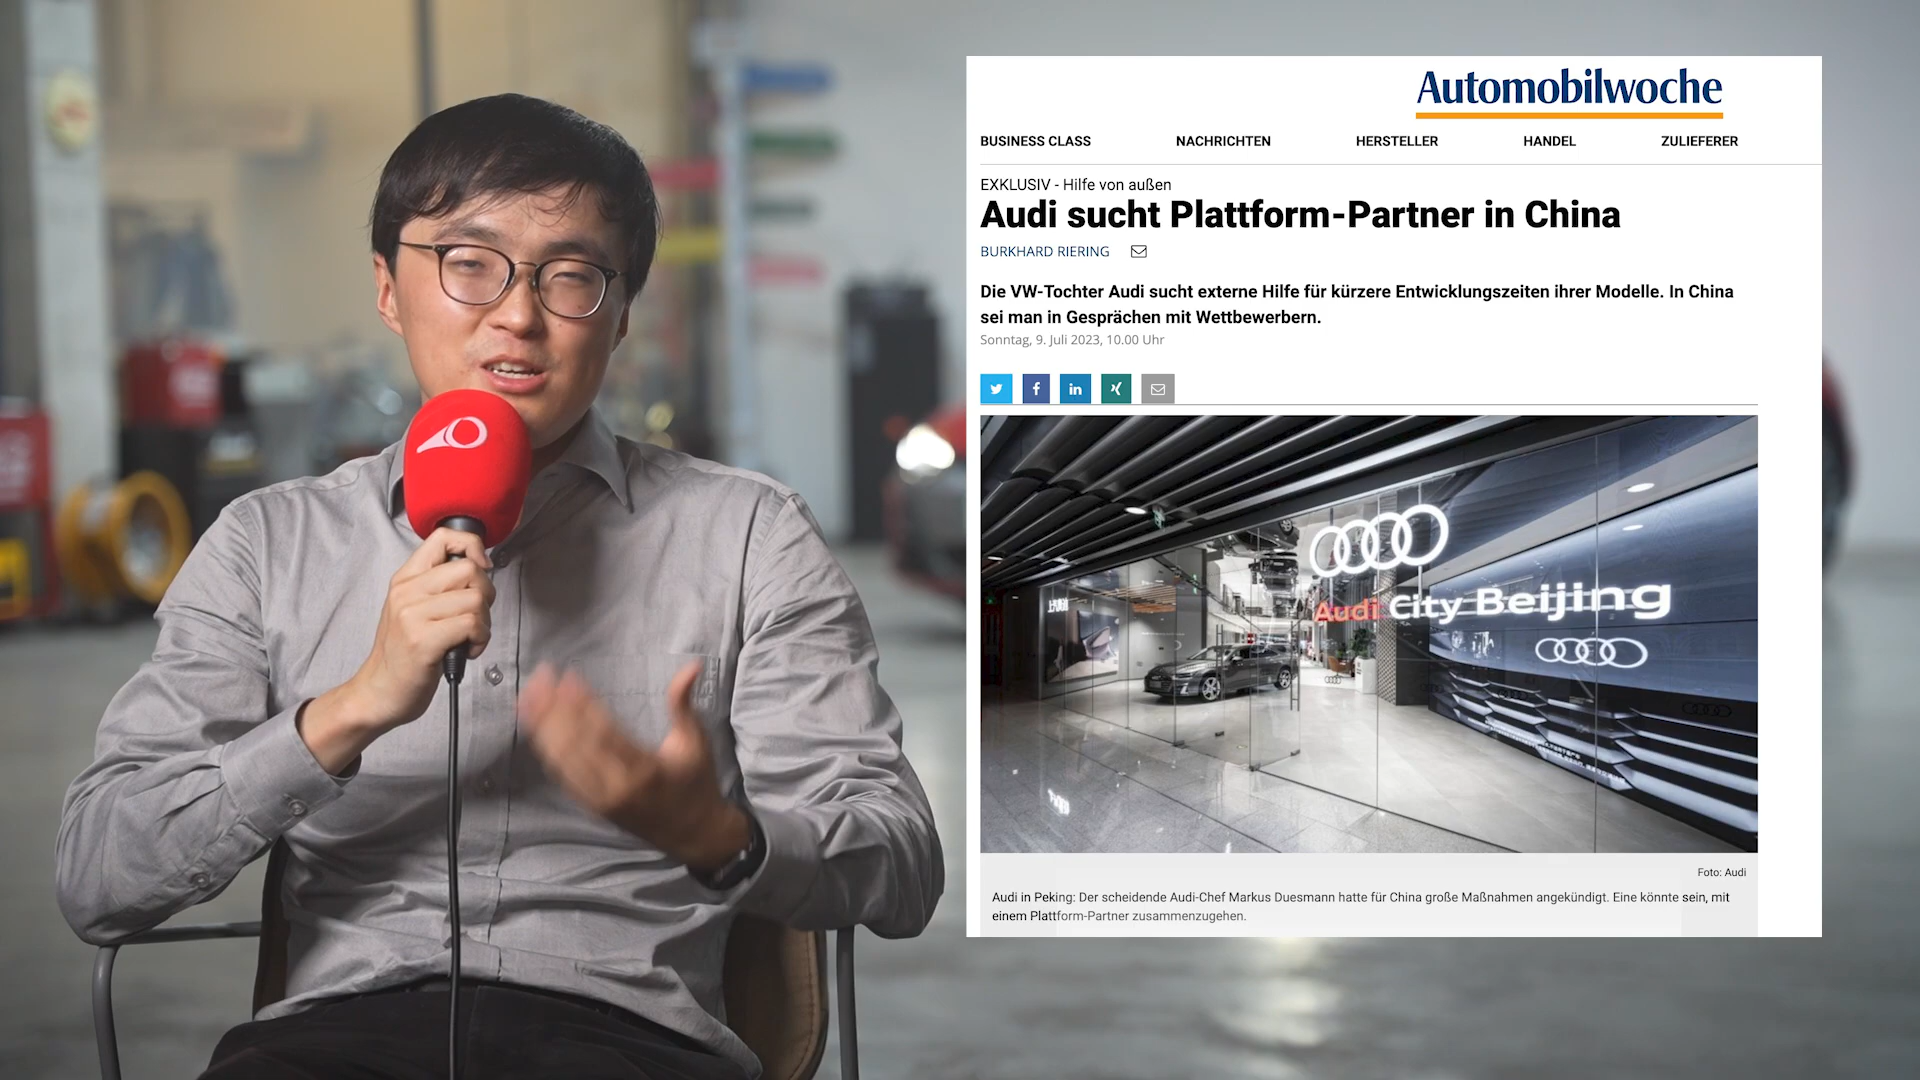 Automobilwoche
BUSINESS CLASS NACHRICHTEN HERSTELLER HANDEL ZULIEFERER
EXKLUSIV - Hilfe von außen
Audi sucht Plattform-Partner in China
BURKHARD RIERING
Die VW-Tochter Audi sucht externe Hilfe für kürzere Entwicklungszeiten ihrer Modelle. In China
sei man in Gesprächen mit Wettbewerbern.
Sonntag, 9. Juli 2023, 10.00 Uhr
Audi City Beijing
Foto: Audi
Audi in Peking: Der scheidende Audi-Chef Markus Duesmann hatte für China große Maßnahmen angekündigt. Eine könnte sein, mit
einem Plattform-Partner zusammenzugehen.